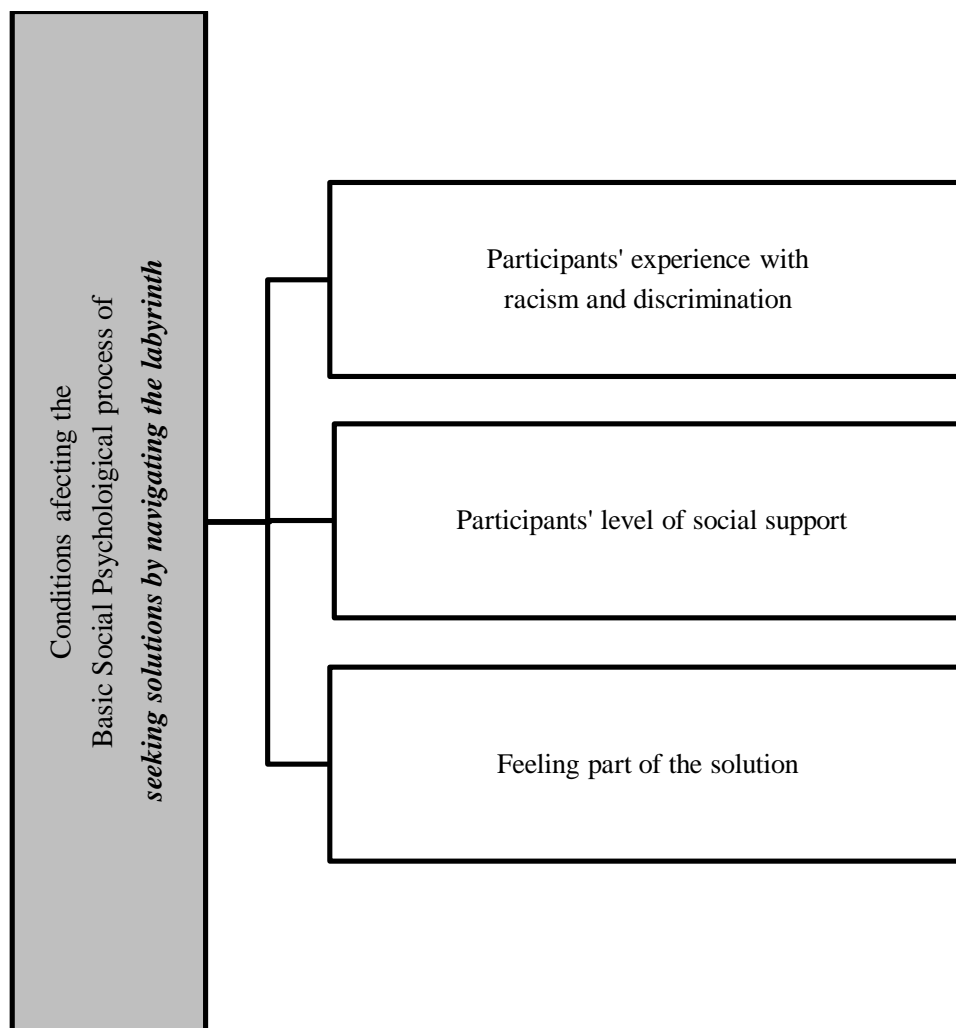 Conditions afecting the
Basic Social Psycholoigical process of
seeking solutions by navigating the labyrinth
Participants' experience with
racism and discrimination
Participants' level of social support
Feeling part of the solution